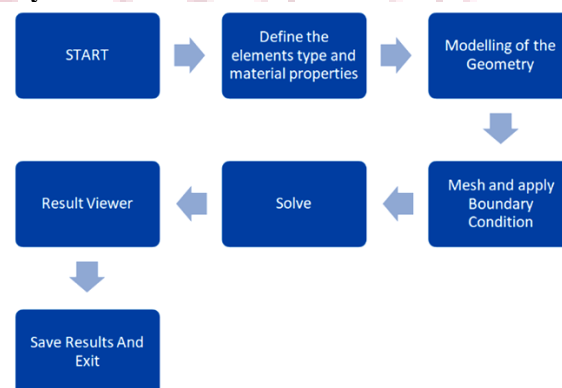 START
Define the
elements type and
material properties
Modelling of the
Geometry
Mesh and apply
Boundary
Condition
Solve
Result Viewer
Save Results And
Exit